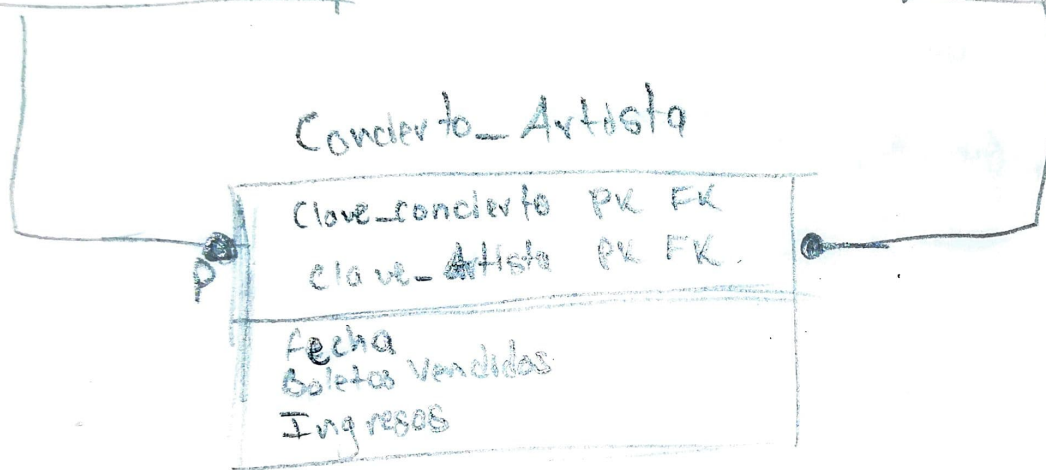 Concierto_Artista
Clave_concierto PK FK
clave_Artista PK FK
P
fecha
Boletos Vendidos
Ingresos